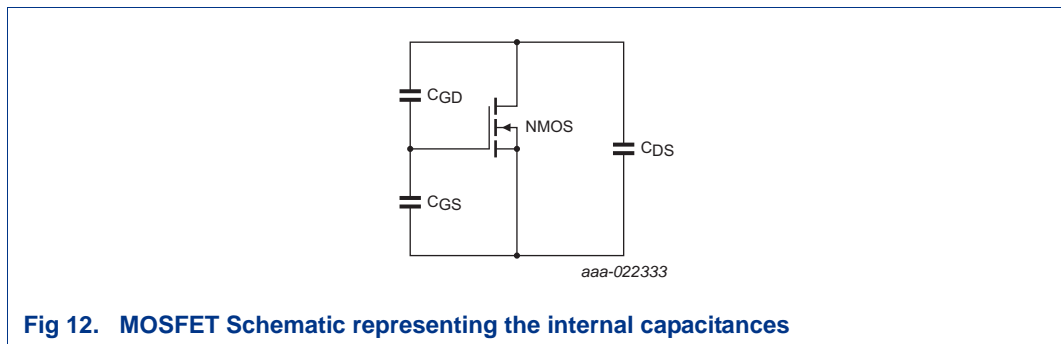 CGD
NMOS
CDS
CGS
aaa-022333
Fig 12. MOSFET Schematic representing the internal capacitances